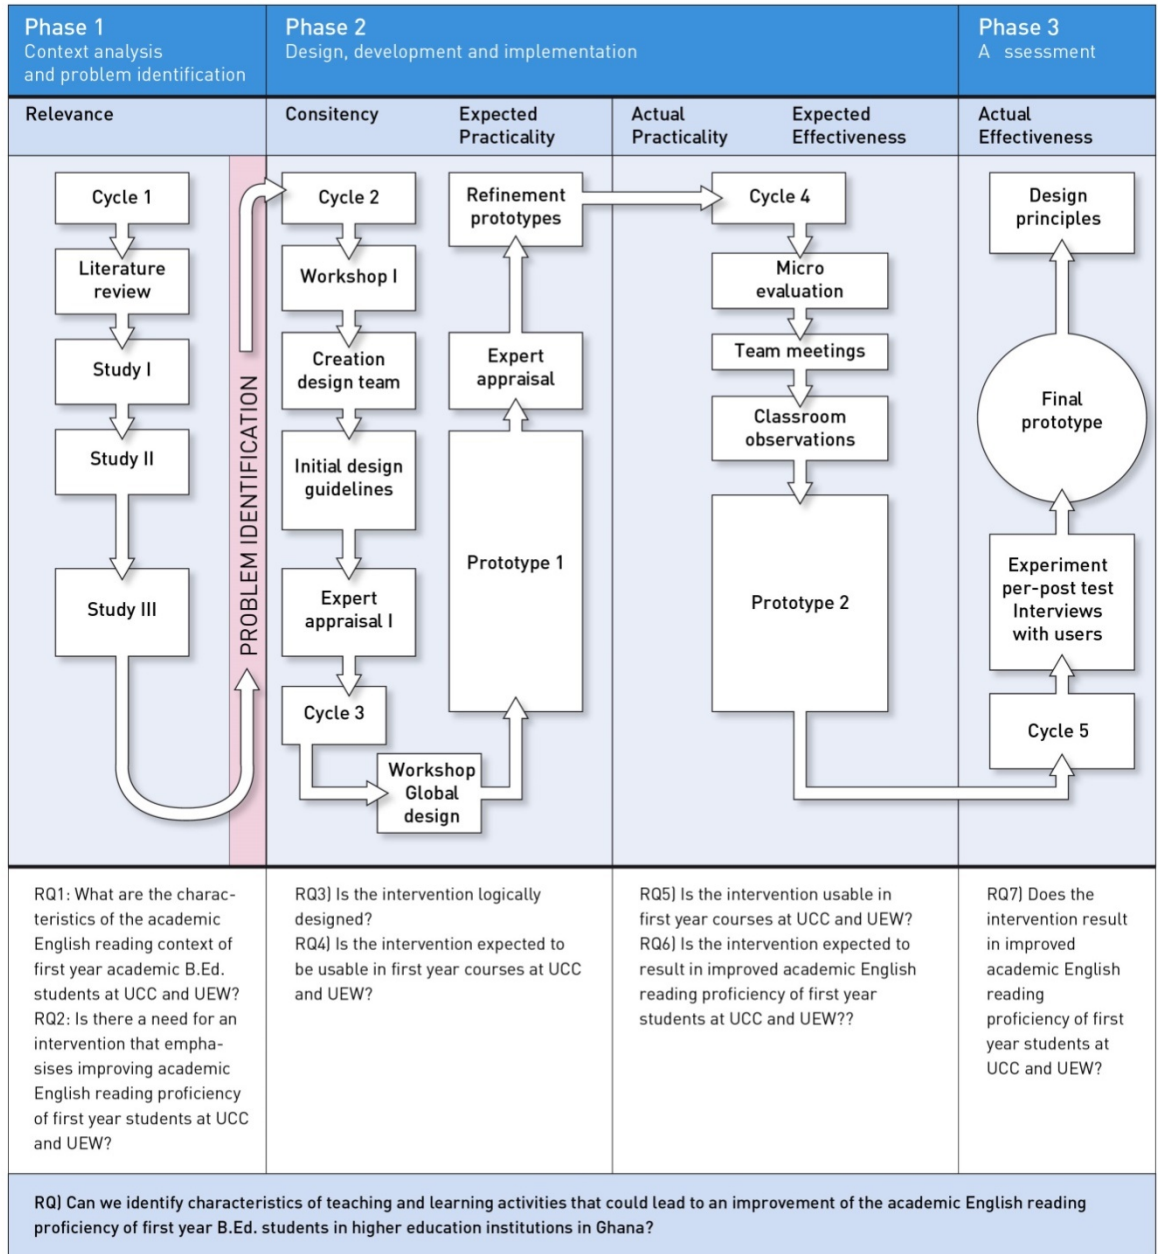 Phase 1
Context analysis
and problem identification
Phase 2
Design, development and implementation
Phase 3
A ssessment
Relevance
Consitency
Expected
Practicality
Actual
Practicality
Expected
Effectiveness
Actual
Effectiveness
Cycle 1
Literature
review
Study I
Study II
Study III
PROBLEM IDENTIFICATION
Cycle 2
Workshop I
Creation
design team
Initial design
guidelines
Expert
appraisal I
Cycle 3
Workshop
Global
design
Prototype 1
Expert
appraisal
Refinement
prototypes
Cycle 4
Micro
evaluation
Team meetings
Classroom
observations
Prototype 2
Cycle 5
Experiment
per-post test
Interviews
with users
Final
prototype
Design
principles
RQ1: What are the charac-
teristics of the academic
English reading context of
first year academic B.Ed.
students at UCC and UEW?
RQ2: Is there a need for an
intervention that empha-
sises improving academic
English reading proficiency
of first year students at UCC
and UEW?
RQ3) Is the intervention logically
designed?
RQ4) Is the intervention expected to
be usable in first year courses at UCC
and UEW?
RQ5) Is the intervention usable in
first year courses at UCC and UEW?
RQ6) Is the intervention expected to
result in improved academic English
reading proficiency of first year
students at UCC and UEW??
RQ7) Does the
intervention result
in improved
academic English
reading
proficiency of first
year students at
UCC and UEW?
RQ) Can we identify characteristics of teaching and learning activities that could lead to an improvement of the academic English reading
proficiency of first year B.Ed. students in higher education institutions in Ghana?